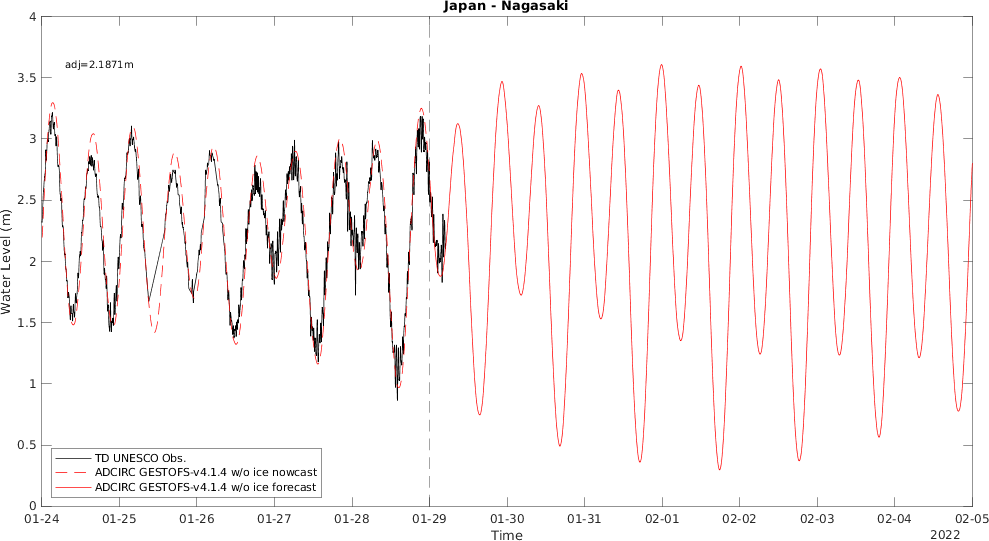 Japan - Nagasaki
4
3.5
3
2.5
2
1.5
1
0.5
0
Water Level (m)
adj=2.1871m
TD UNESCO Obs.
ADCIRC GESTOFS-v4.1.4 w/o ice nowcast
ADCIRC GESTOFS-v4.1.4 w/o ice forecast
01-24 01-25 01-26 01-27 01-28 01-29 01-30 01-31 02-01 02-02 02-03 02-04 02-05
Time
2022